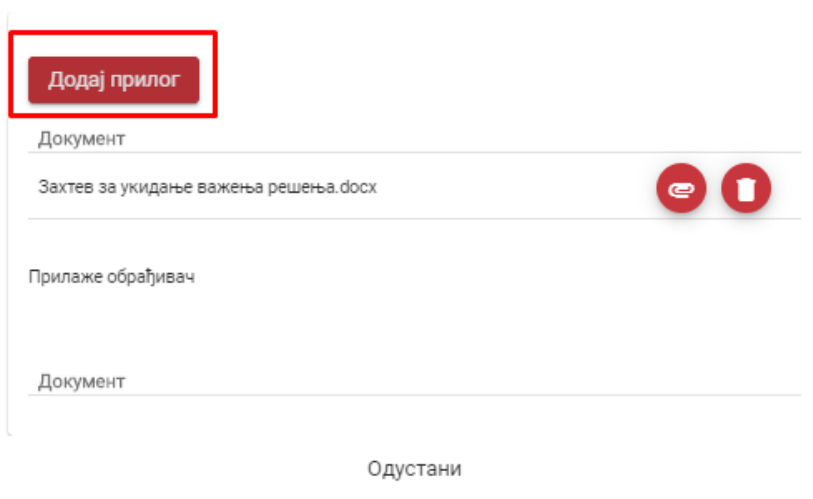 Додај прилог
Документ
Захтев за укидање важења решења.docx
Прилаже обрађивач
Документ
Одустани